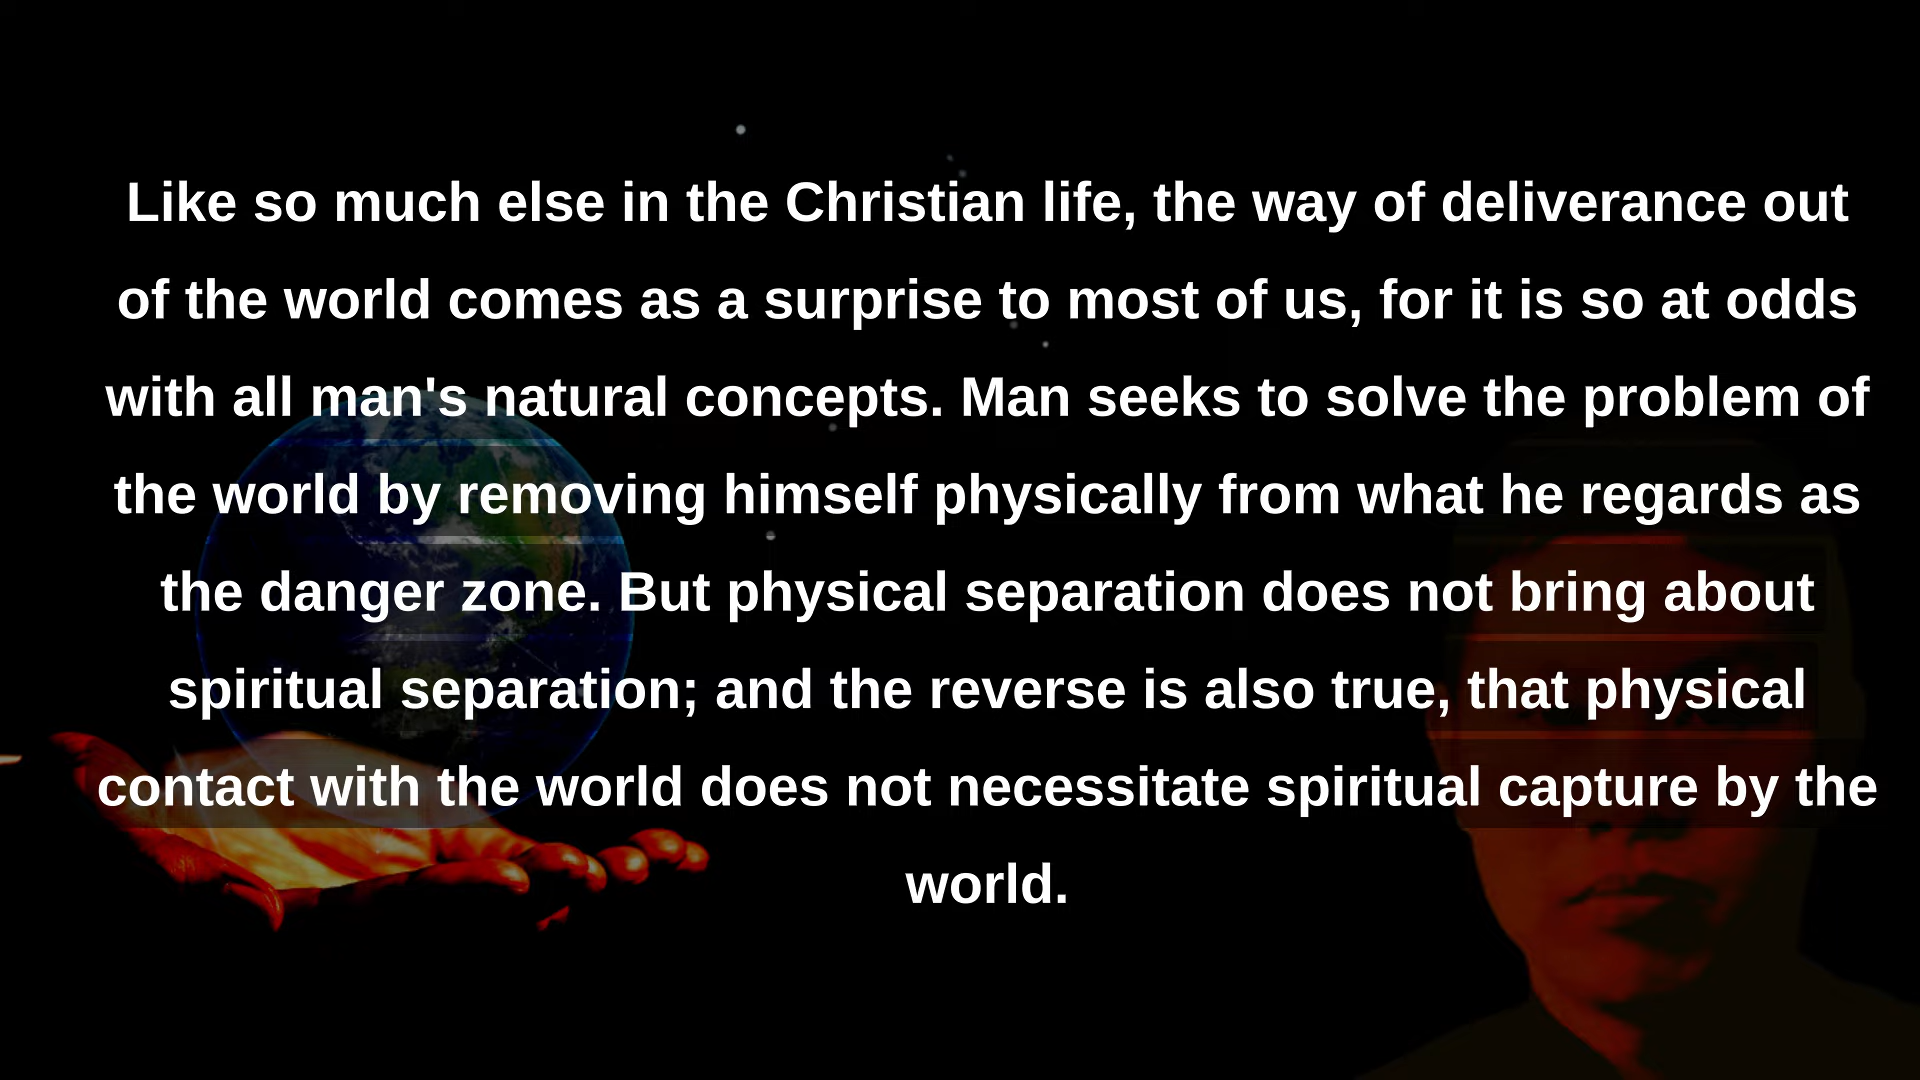 Like so much else in the Christian life, the way of deliverance out
of the world comes as a surprise to most of us, for it is so at odds
with all man's natural concepts. Man seeks to solve the problem of
the world by removing himself physically from what he regards as
the danger zone. But physical separation does not bring about
spiritual separation; and the reverse is also true, that physical
contact with the world does not necessitate spiritual capture by the
world.